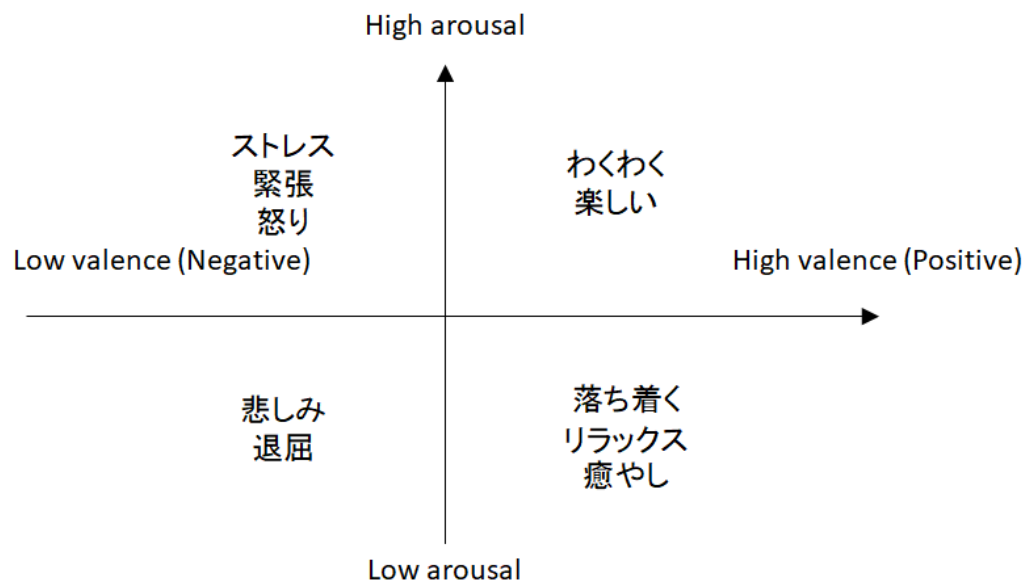 High arousal
ストレス
緊張
怒り
わくわく
楽しい
Low valence (Negative)
High valence (Positive)
悲しみ
退屈
落ち着く
リラックス
癒やし
Low arousal